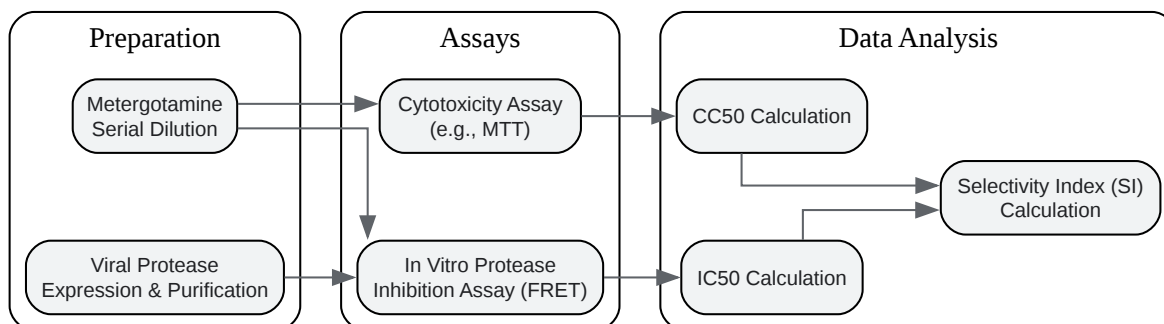 Preparation
Metergotamine
Serial Dilution
Viral Protease
Expression & Purification
Assays
Cytotoxicity Assay
(e.g., MTT)
In Vitro Protease
Inhibition Assay (FRET)
Data Analysis
CC50 Calculation
IC50 Calculation
Selectivity Index (SI)
Calculation